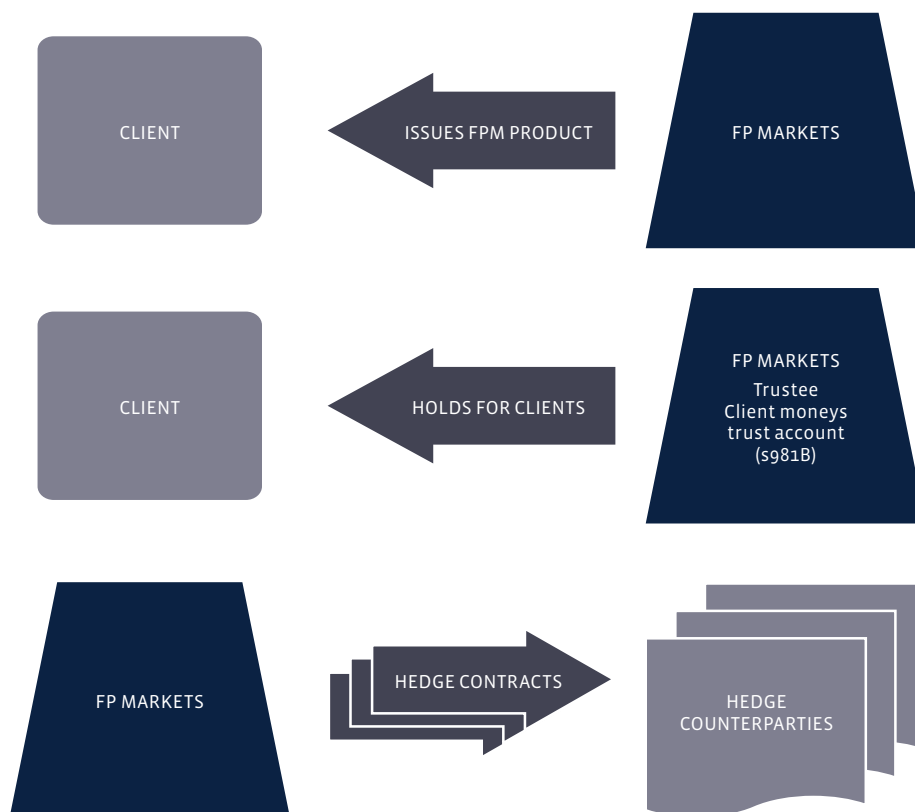 CLIENT
ISSUES FPM PRODUCT
FP MARKETS
CLIENT
HOLDS FOR CLIENTS
FP MARKETS
Trustee
Client moneys
trust account
(s981B)
FP MARKETS
HEDGE CONTRACTS
HEDGE
COUNTERPARTIES